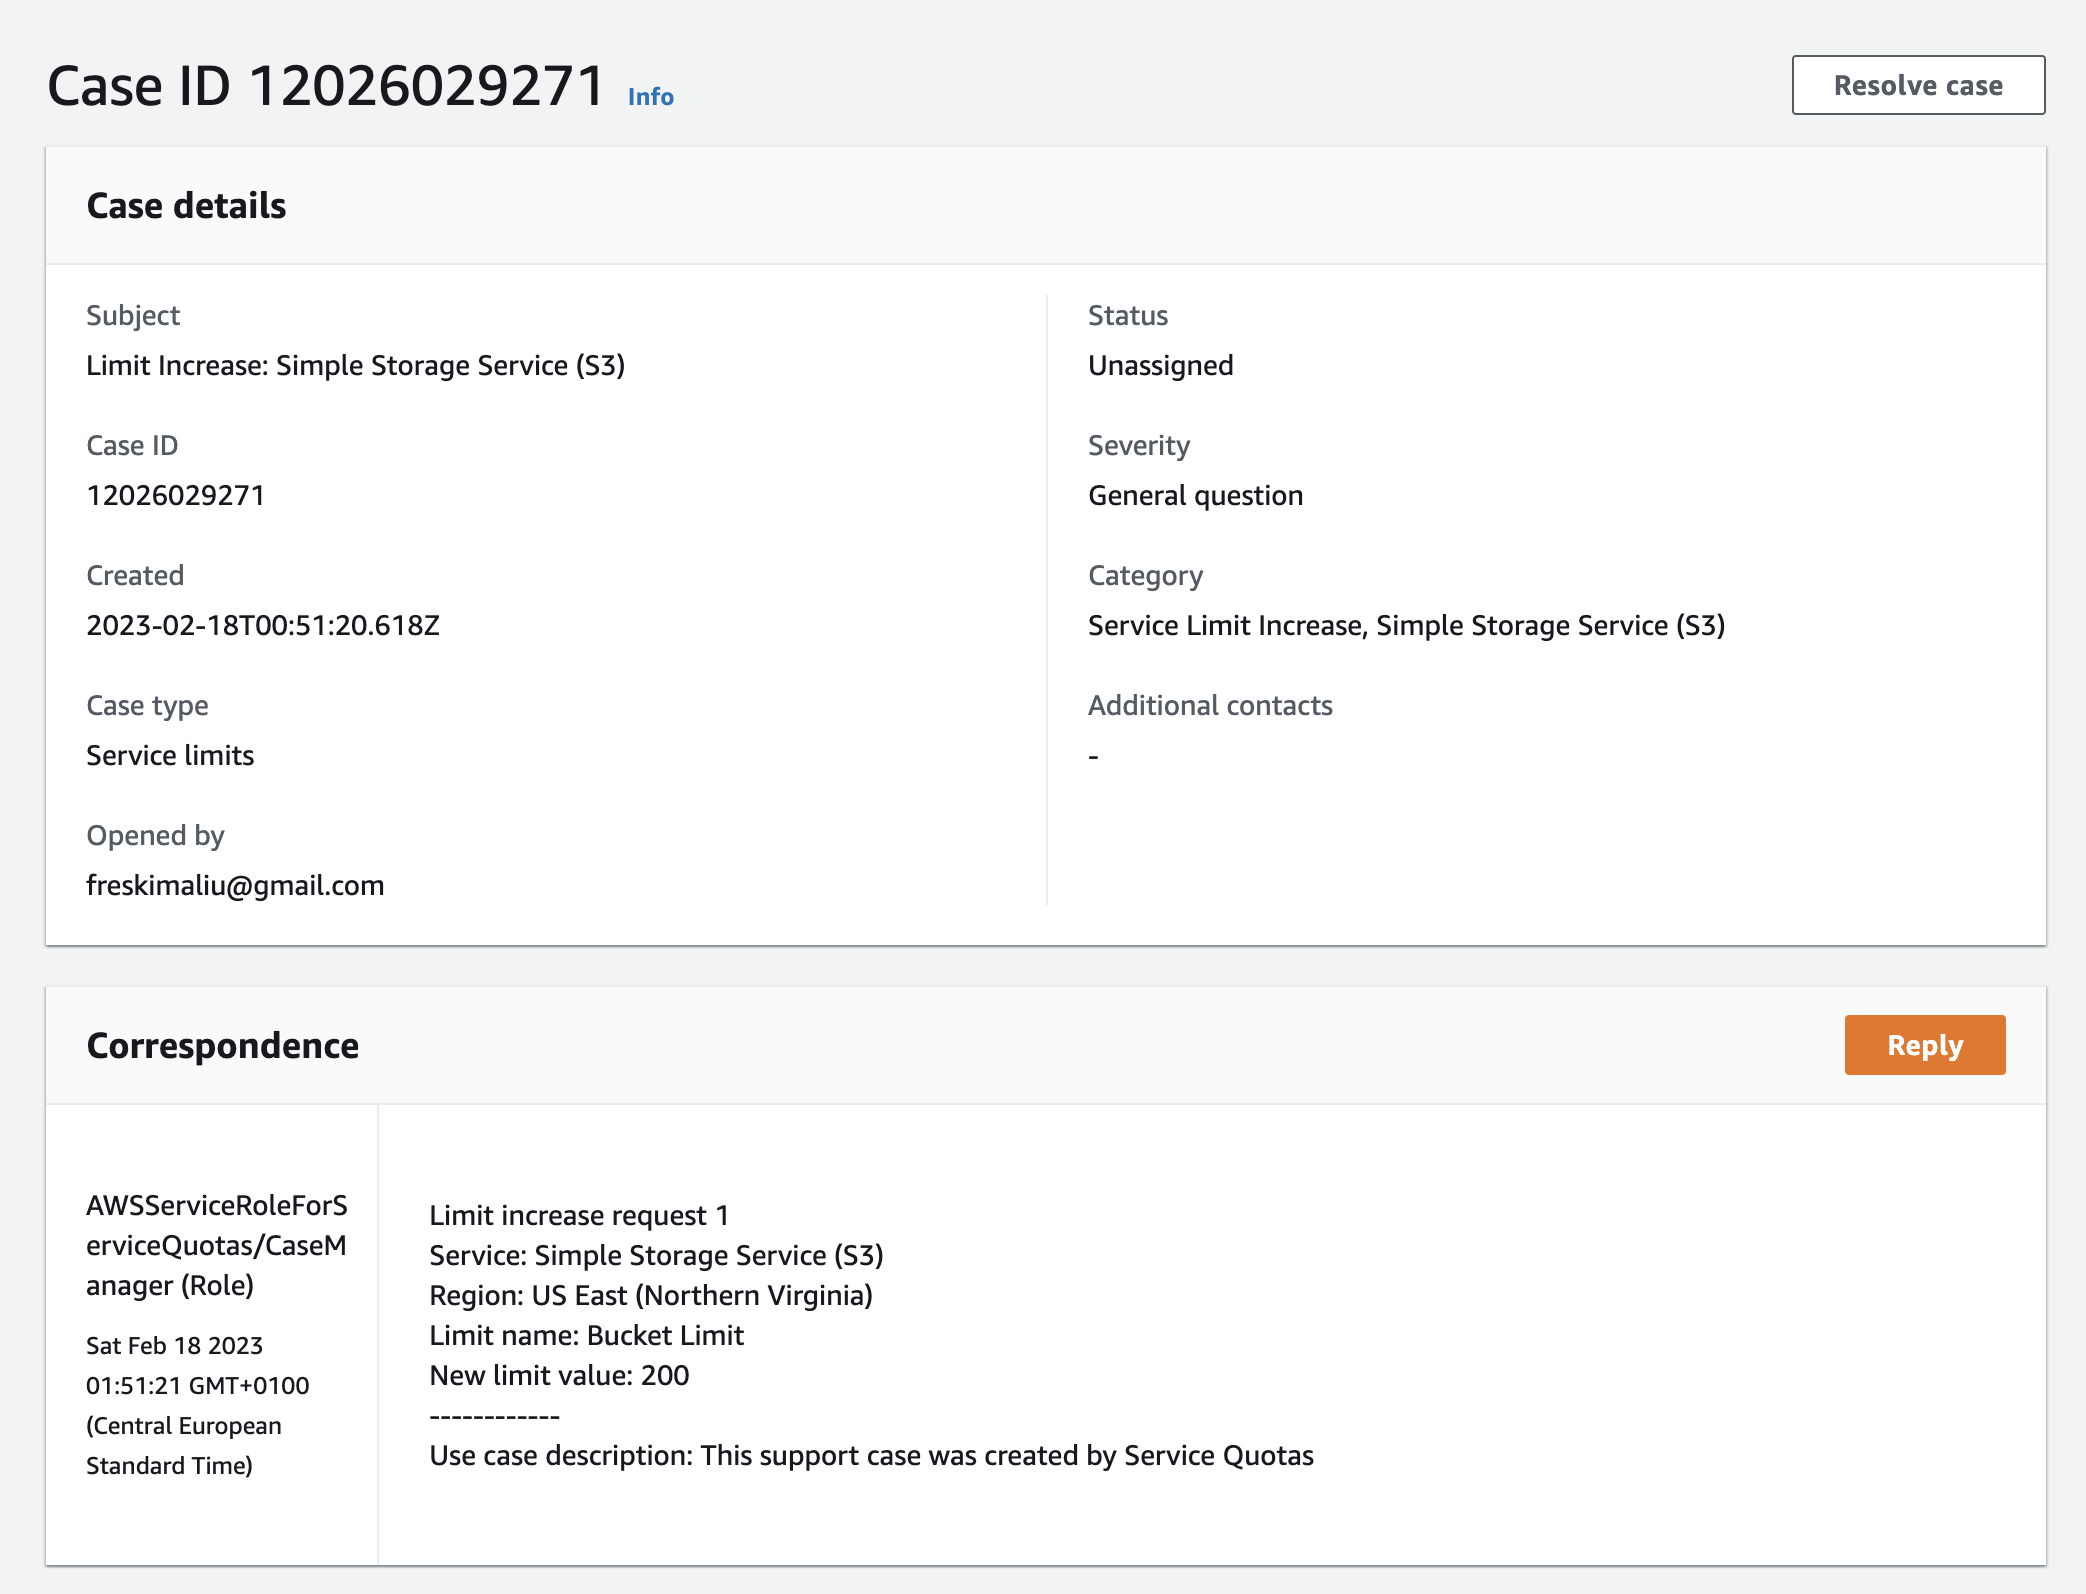 Case ID 12026029271 Info
Resolve case
Case details
Subject
Limit Increase: Simple Storage Service (S3)
Case ID
12026029271
Created
2023-02-18T00:51:20.618Z
Case type
Service limits
Opened by
freskimaliu@gmail.com
Status
Unassigned
Severity
General question
Category
Service Limit Increase, Simple Storage Service (S3)
Additional contacts
-
Correspondence
Reply
AWSServiceRoleForS
erviceQuotas/CaseM
anager (Role)
Sat Feb 18 2023
01:51:21 GMT+0100
(Central European
Standard Time)
Limit increase request 1
Service: Simple Storage Service (S3)
Region: US East (Northern Virginia)
Limit name: Bucket Limit
New limit value: 200
------------
Use case description: This support case was created by Service Quotas